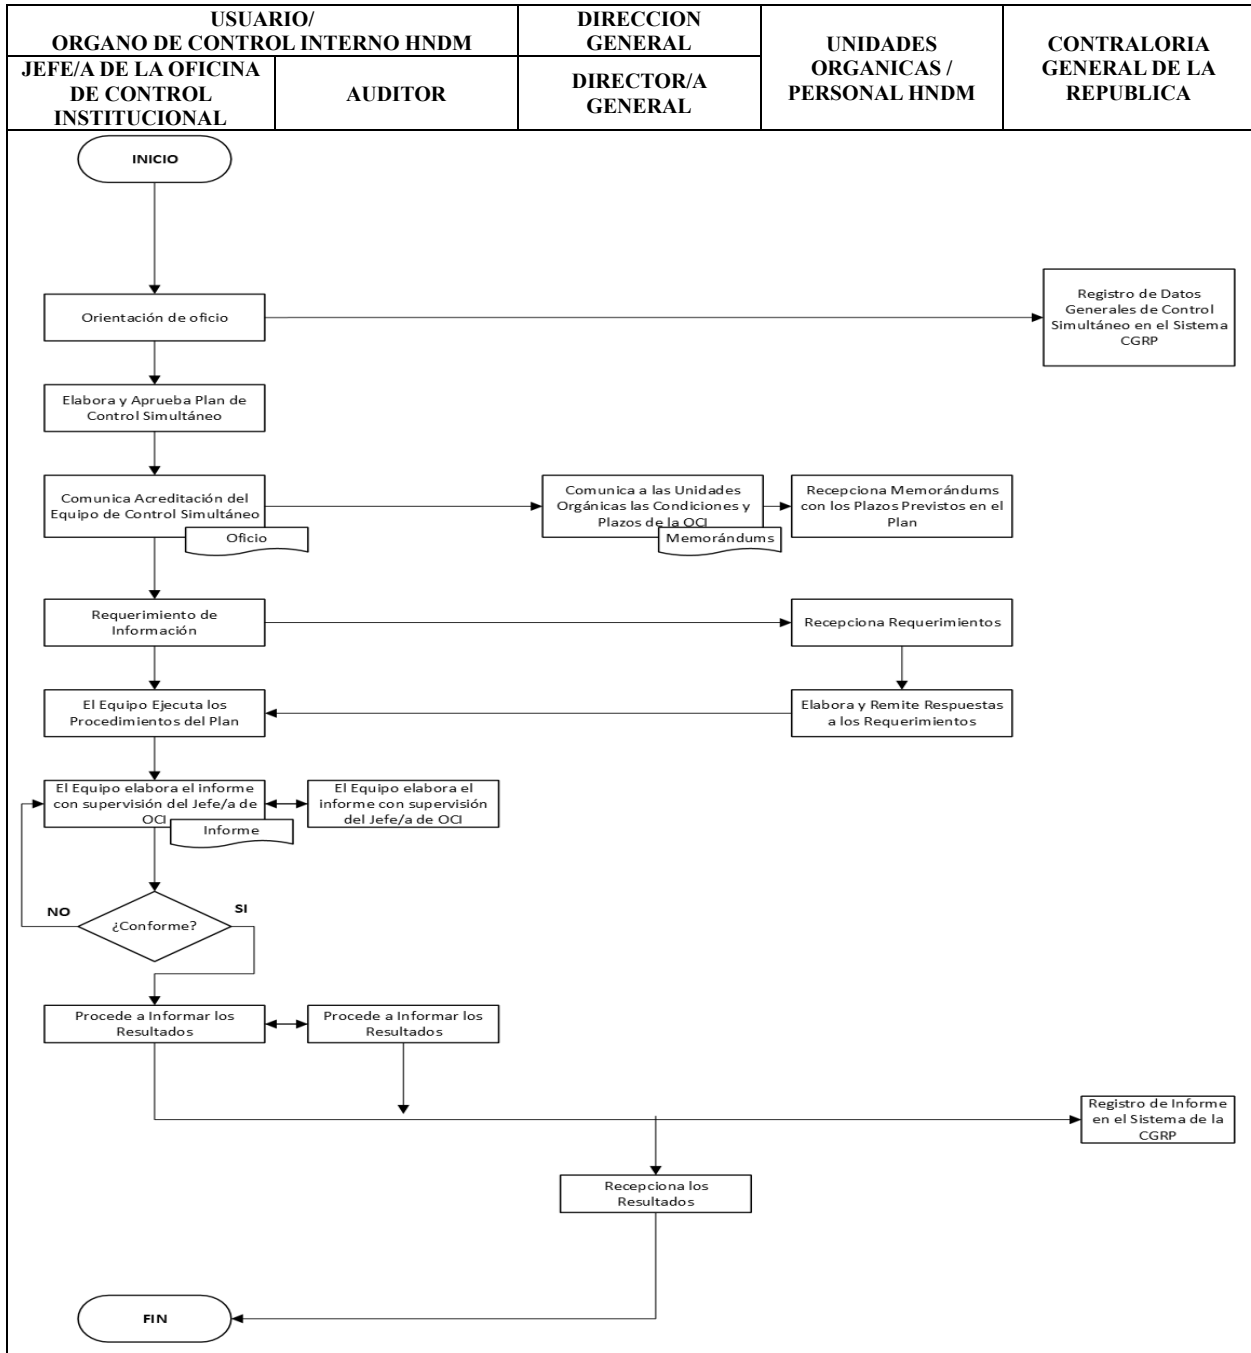 USUARIO/
ORGANO DE CONTROL INTERNO HNDM
DIRECCION
GENERAL
UNIDADES
ORGANICAS /
PERSONAL HNDM
CONTRALORIA
GENERAL DE LA
REPUBLICA
JEFE/A DE LA OFICINA
DE CONTROL
INSTITUCIONAL
AUDITOR
DIRECTOR/A
GENERAL
INICIO
Orientación de oficio
Registro de Datos
Generales de Control
Simultáneo en el Sistema
CGRP
Elabora y Aprueba Plan de
Control Simultáneo
Comunica Acreditación del
Equipo de Control Simultáneo
Oficio
Comunica a las Unidades
Orgánicas las Condiciones y
Plazos de la OCI
Memorándums
Recepciona Memorándums
con los Plazos Previstos en el
Plan
Requerimiento de
Información
Recepciona Requerimientos
El Equipo Ejecuta los
Procedimientos del Plan
Elabora y Remite Respuestas
a los Requerimientos
El Equipo elabora el informe
con supervisión del Jefe/a de
OCI
Informe
El Equipo elabora el
informe con supervisión
del Jefe/a de OCI
NO
¿Conforme?
SI
Procede a Informar los
Resultados
Procede a Informar los
Resultados
Registro de Informe
en el Sistema de la
CGRP
Recepciona los
Resultados
FIN